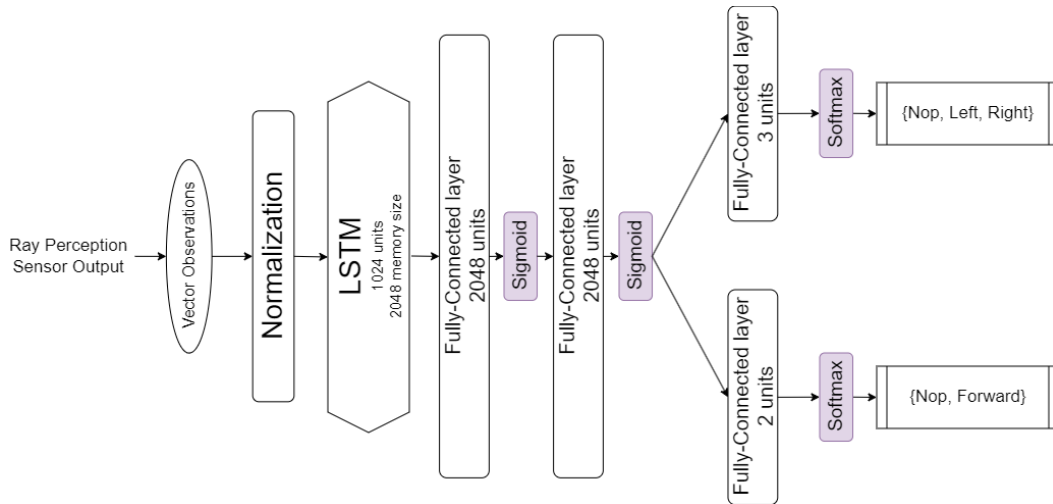 Ray Perception
Sensor Output
Vector Observations
Normalization
LSTM
1024 units
2048 memory size
Fully-Connected layer
2048 units
Sigmoid
Fully-Connected layer
2048 units
Sigmoid
Fully-Connected layer
3 units
Softmax
{Nop, Left, Right}
Fully-Connected layer
2 units
Softmax
{Nop, Forward}